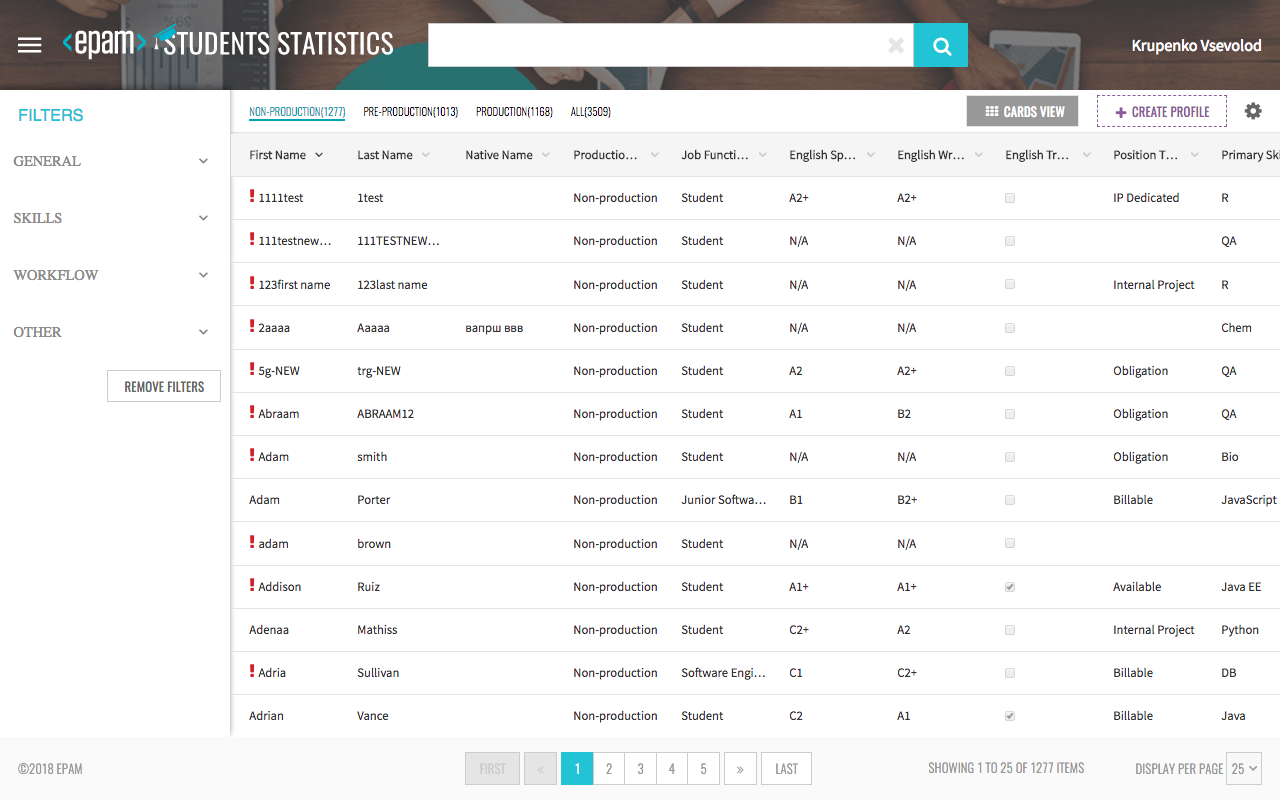 <epam> STUDENTS STATISTICS
Krupenko Vsevolod
FILTERS
GENERAL
SKILLS
WORKFLOW
OTHER
REMOVE FILTERS
NON-PRODUCTION(1277) PRE-PRODUCTION(1013) PRODUCTION(1168) ALL(3509) CARDS VIEW + CREATE PROFILE
First Name Last Name Native Name Productio… Job Functi… English Sp… English Wr… English Tr… Position T… Primary Ski
! 1111test 1test Non-production Student A2+ A2+ IP Dedicated R
! 111testnew… 111TESTNEW… Non-production Student N/A N/A QA
! 123first name 123last name Non-production Student N/A N/A Internal Project R
! 2aaaa Aaaaa вапрш ввв Non-production Student N/A N/A Chem
! 5g-NEW trg-NEW Non-production Student A2 A2+ Obligation QA
! Abraam ABRAAM12 Non-production Student A1 B2 Obligation QA
! Adam smith Non-production Student N/A N/A Obligation Bio
Adam Porter Non-production Junior Softwa… B1 B2+ Billable JavaScript
! adam brown Non-production Student N/A N/A
! Addison Ruiz Non-production Student A1+ A1+ Available Java EE
Adenaa Mathiss Non-production Student C2+ A2 Internal Project Python
! Adria Sullivan Non-production Software Engi… C1 C2+ Billable DB
Adrian Vance Non-production Student C2 A1 Billable Java
©2018 EPAM FIRST « 1 2 3 4 5 » LAST SHOWING 1 TO 25 OF 1277 ITEMS DISPLAY PER PAGE 25